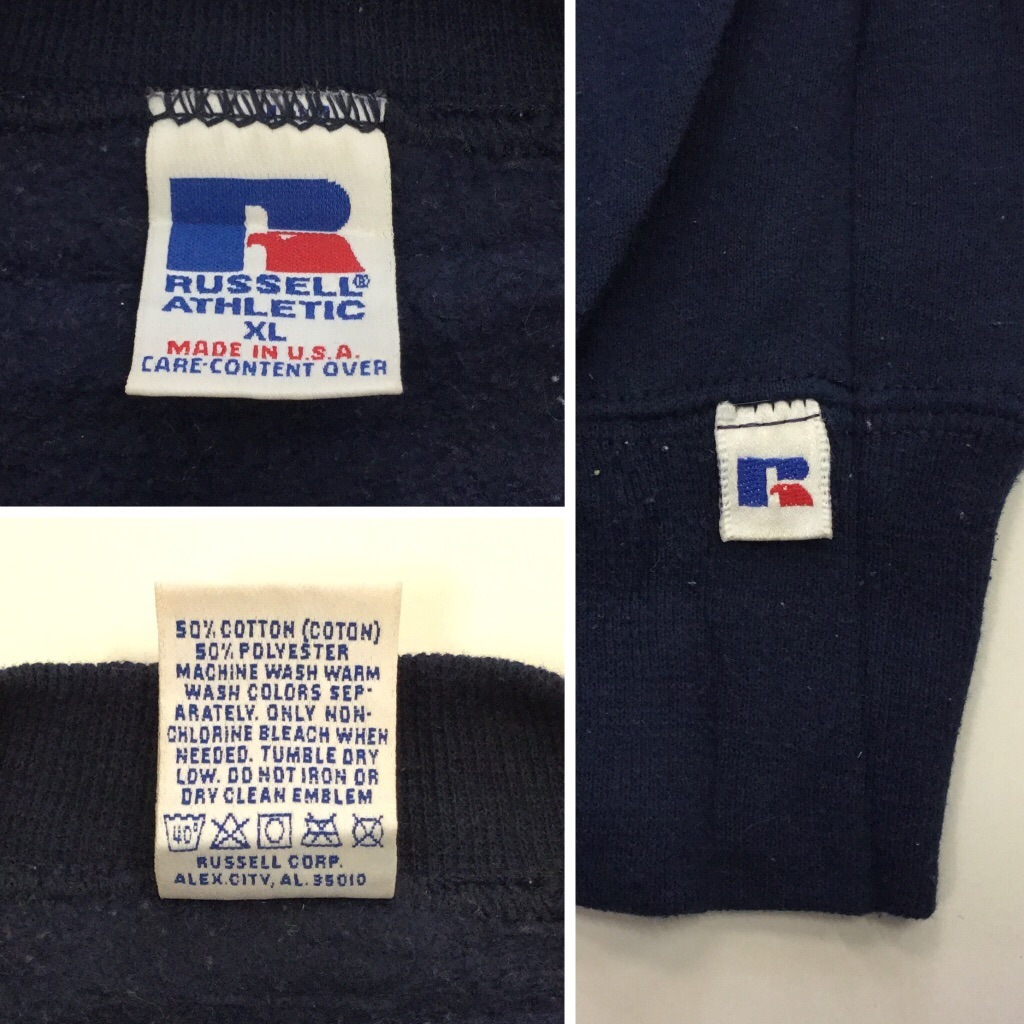 RUSSELL®
ATHLETIC
XL
MADE IN U.S.A.
CARE-CONTENT OVER
50% COTTON (COTON)
50% POLYESTER
MACHINE WASH WARM
WASH COLORS SEP-
ARATELY. ONLY NON-
CHLORINE BLEACH WHEN
NEEDED. TUMBLE DRY
LOW. DO NOT IRON OR
DRY CLEAN EMBLEM
40°
RUSSELL CORP.
ALEX.CITY, AL. 35010